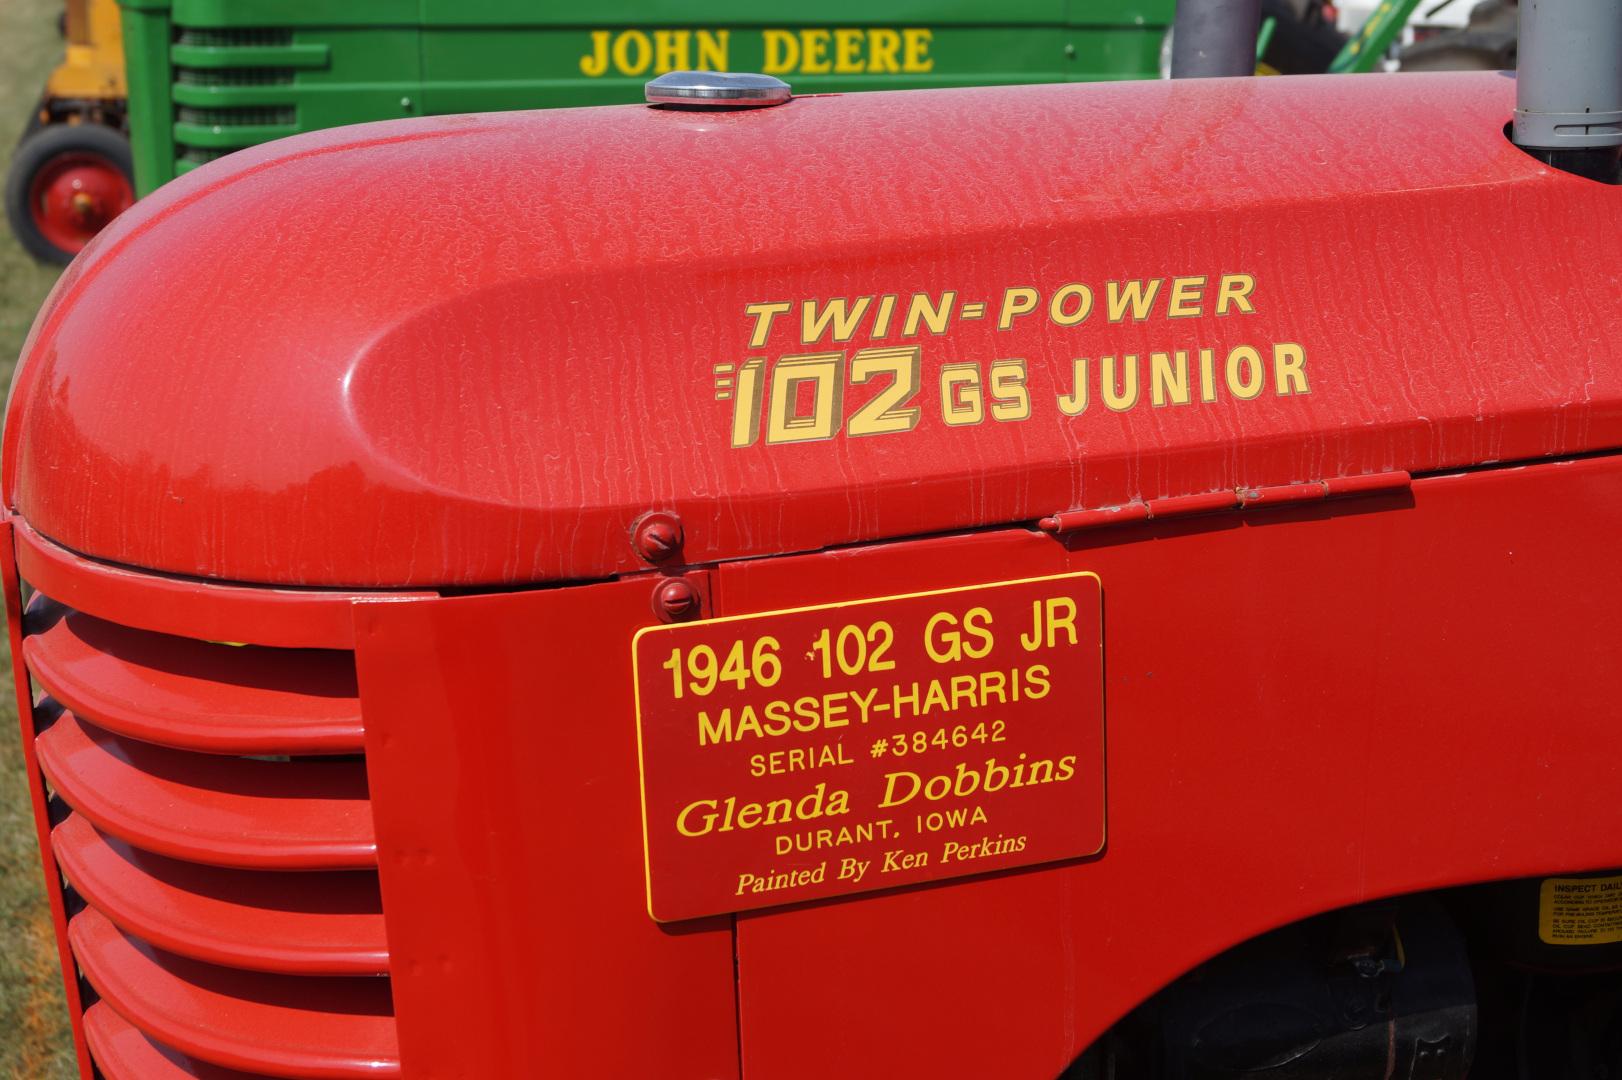 JOHN DEERE
TWIN-POWER
102 GS JUNIOR
1946 102 GS JR
MASSEY-HARRIS
SERIAL #384642
Glenda Dobbins
DURANT, IOWA
Painted By Ken Perkins
INSPECT DAIL